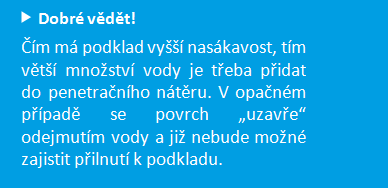 ▶ Dobré vědět!
Čím má podklad vyšší nasákavost, tím
větší množství vody je třeba přidat
do penetračního nátěru. V opačném
případě se povrch „uzavře“
odejmutím vody a již nebude možné
zajistit přilnutí k podkladu.